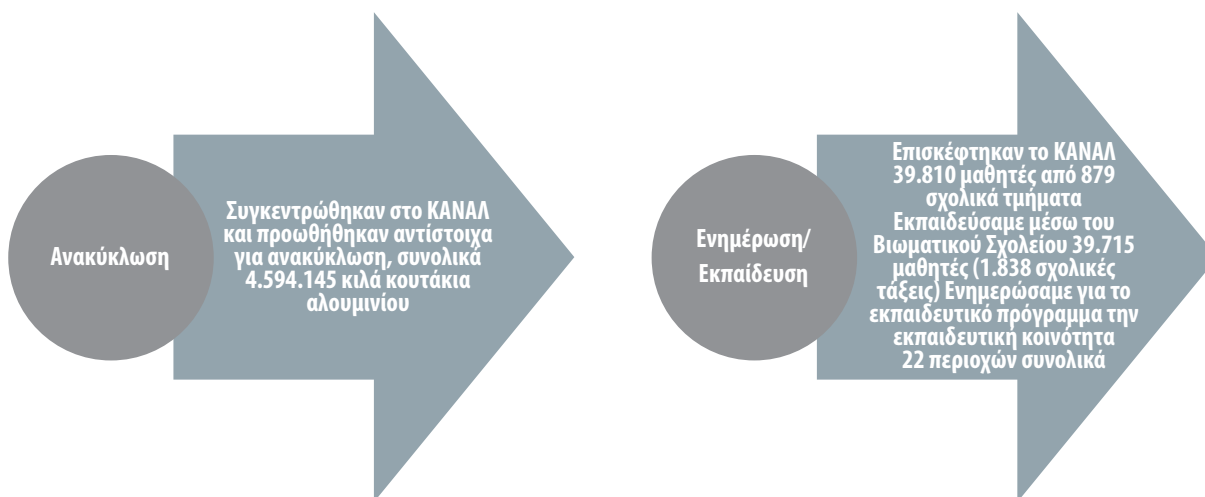 Ανακύκλωση
Συγκεντρώθηκαν στο ΚΑΝΑΛ
και προωθήθηκαν αντίστοιχα
για ανακύκλωση, συνολικά
4.594.145 κιλά κουτάκια
αλουμινίου
Ενημέρωση/
Εκπαίδευση
Επισκέφτηκαν το ΚΑΝΑΛ
39.810 μαθητές από 879
σχολικά τμήματα
Εκπαιδεύσαμε μέσω του
Βιωματικού Σχολείου 39.715
μαθητές (1.838 σχολικές
τάξεις) Ενημερώσαμε για το
εκπαιδευτικό πρόγραμμα την
εκπαιδευτική κοινότητα
22 περιοχών συνολικά